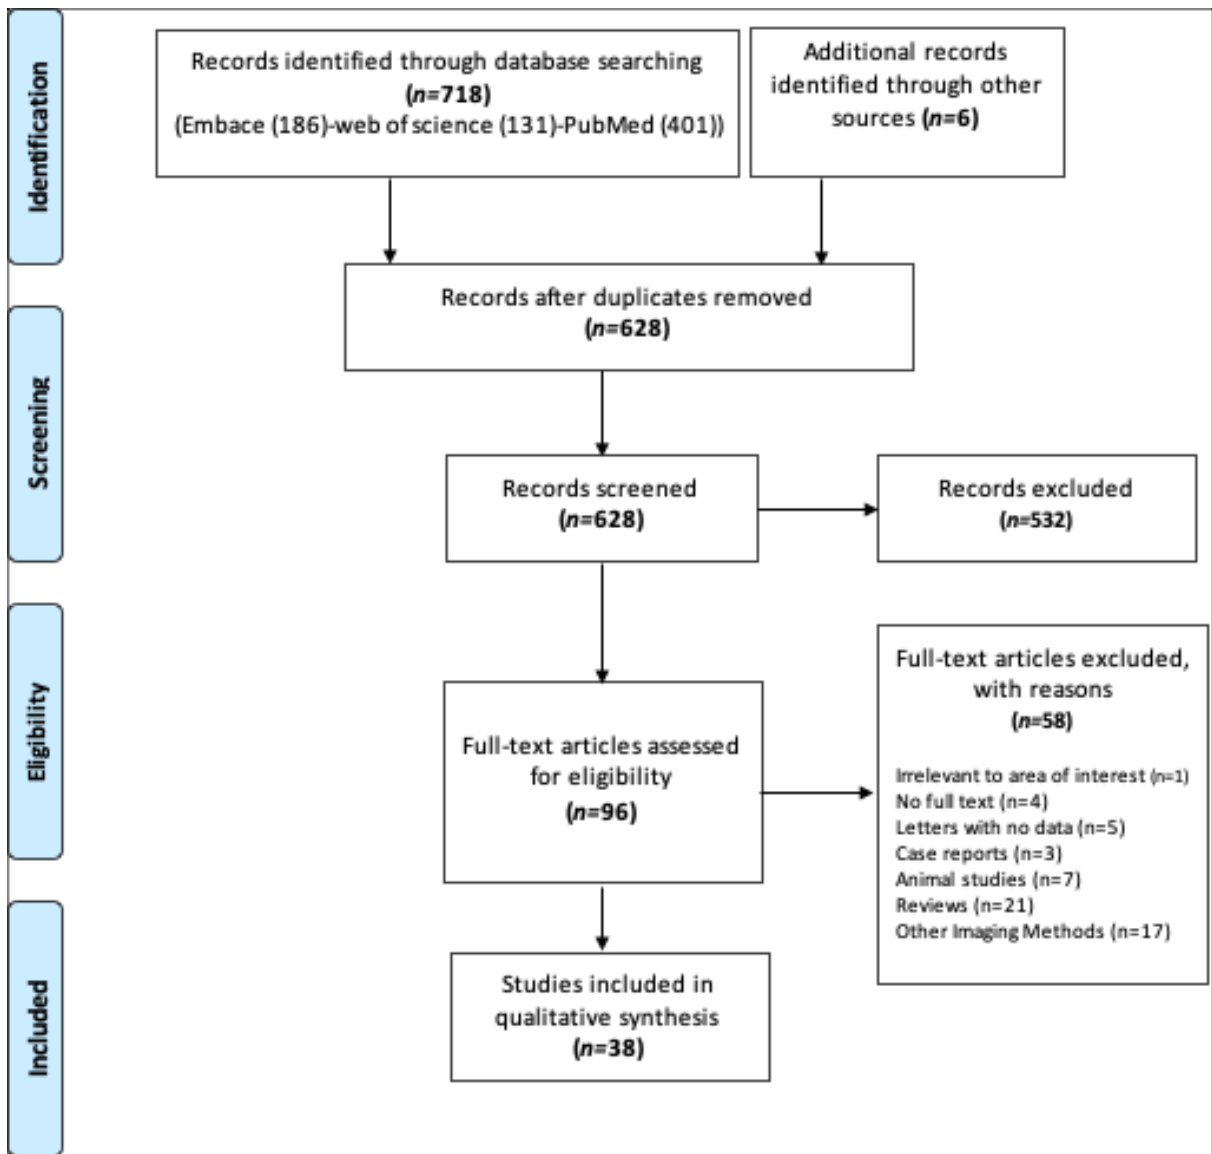 Identification
Records identified through database searching
(n=718)
(Embace (186)-web of science (131)-PubMed (401))
Additional records
identified through other
sources (n=6)
Records after duplicates removed
(n=628)
Screening
Records screened
(n=628)
Records excluded
(n=532)
Eligibility
Full-text articles assessed
for eligibility
(n=96)
Full-text articles excluded,
with reasons
(n=58)
Irrelevant to area of interest (n=1)
No full text (n=4)
Letters with no data (n=5)
Case reports (n=3)
Animal studies (n=7)
Reviews (n=21)
Other Imaging Methods (n=17)
Included
Studies included in
qualitative synthesis
(n=38)